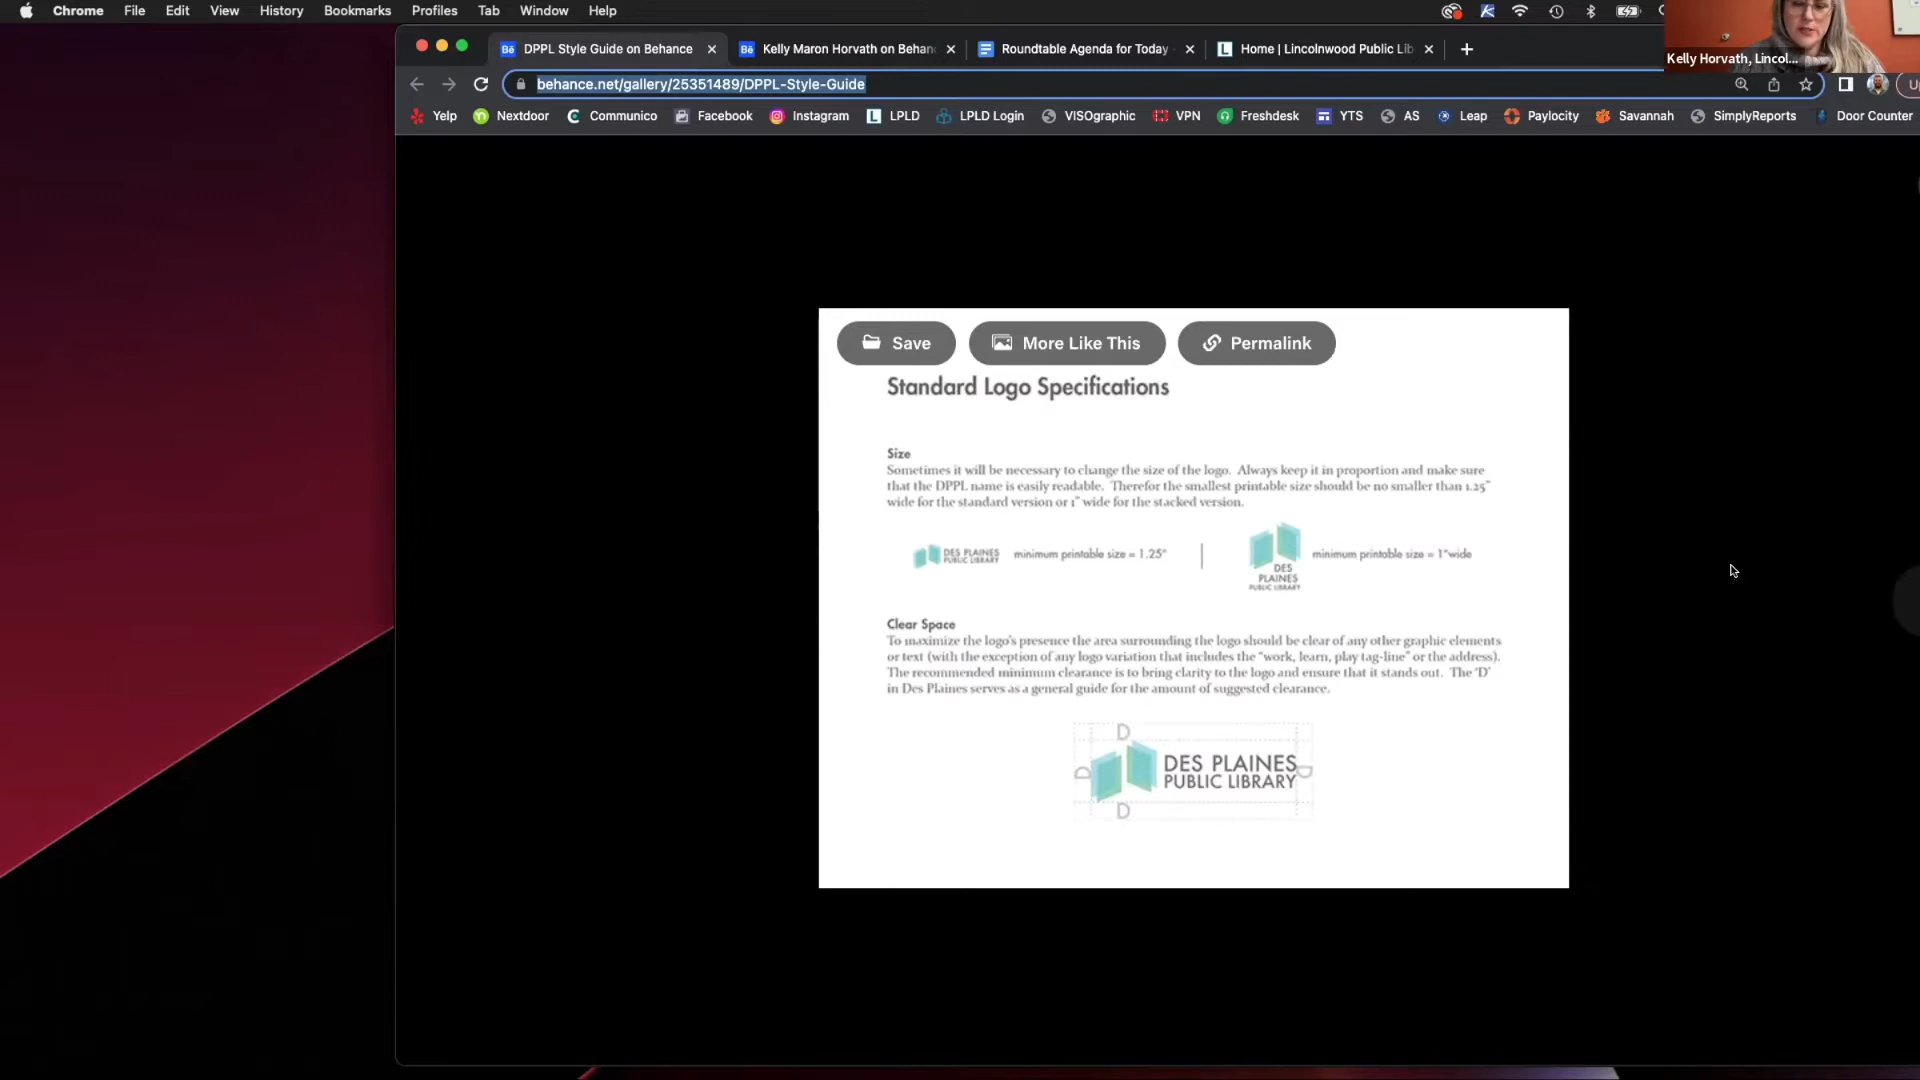 Chrome File Edit View History Bookmarks Profiles Tab Window Help
DPPL Style Guide on Behance
Kelly Maron Horvath on Behan
Roundtable Agenda for Today
Home | Lincolnwood Public Lib
Kelly Horvath, Lincol...
behance.net/gallery/25351489/DPPL-Style-Guide
Yelp Nextdoor Communico Facebook Instagram LPLD LPLD Login VISOgraphic VPN Freshdesk YTS AS Leap Paylocity Savannah SimplyReports Door Counter
Save More Like This Permalink
Standard Logo Specifications
Size
Sometimes it will be necessary to change the size of the logo. Always keep it in proportion and make sure
that the DPPL name is easily readable. Therefor the smallest printable size should be no smaller than 1.25"
wide for the standard version or 1" wide for the stacked version.
DES PLAINES
PUBLIC LIBRARY
minimum printable size = 1.25"
DES
PLAINES
PUBLIC LIBRARY
minimum printable size = 1"wide
Clear Space
To maximize the logo's presence the area surrounding the logo should be clear of any other graphic elements
or text (with the exception of any logo variation that includes the "work, learn, play tag-line" or the address).
The recommended minimum clearance is to bring clarity to the logo and ensure that it stands out. The 'D'
in Des Plaines serves as a general guide for the amount of suggested clearance.
D
D DES PLAINES D
PUBLIC LIBRARY
D